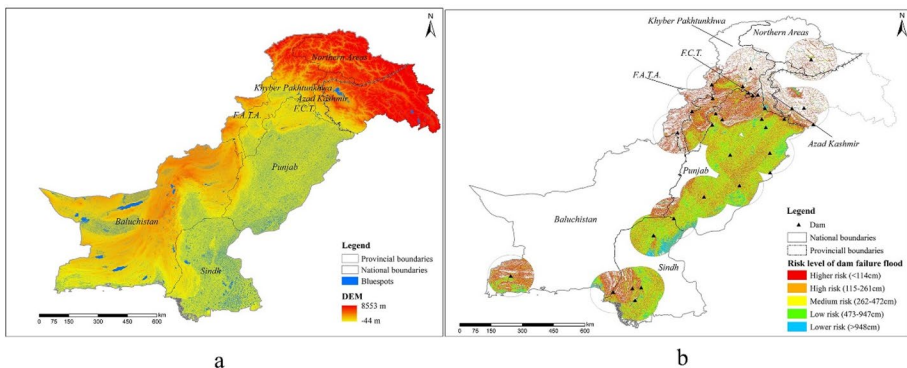 a
N
Northern Areas
Khyber Pakhtunkhwa
Azad Kashmir
F.C.T.
F.A.T.A.
Punjab
Baluchistan
Sindh
Legend
Provincial boundaries
National boundaries
Bluespots
DEM
8553 m
-44 m
0 75 150 300 450 600 km
a
b
N
Khyber Pakhtunkhwa
Northern Areas
F.C.T.
F.A.T.A.
Azad Kashmir
Punjab
Baluchistan
Sindh
Legend
Dam
National boundaries
Provinciall boundaries
Risk level of dam failure flood
Higher risk (<114cm)
High risk (115-261cm)
Medium risk (262-472cm)
Low risk (473-947cm)
Lower risk (>948cm)
0 75 150 300 450 600 km
b